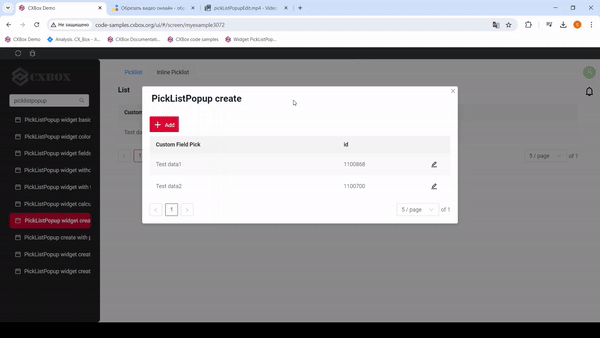 CXBox Demo
Обрезать видео онлайн - об
pickListPopupEdit.mp4 - Video
Не защищено
code-samples.cxbox.org/ui/#/screen/myexample3072
CXBox Demo
Analysis. CX_Box - Ji...
CXBox Documentati...
CXBox code samples
Widget PickListPop...
CXBOX
picklistpopup
Picklist
Inline Picklist
List
PickListPopup widget basic
PickListPopup widget color
PickListPopup widget fields
PickListPopup widget witho
PickListPopup widget with
PickListPopup widget calcu
PickListPopup widget crea
PickListPopup create with p
PickListPopup widget creat
PickListPopup widget creat
PickListPopup create
Add
Custom Field Pick
id
Test data1
1100868
Test data2
1100700
1
5 / page
of 1
Custom
Test da
1
5 / page
of 1